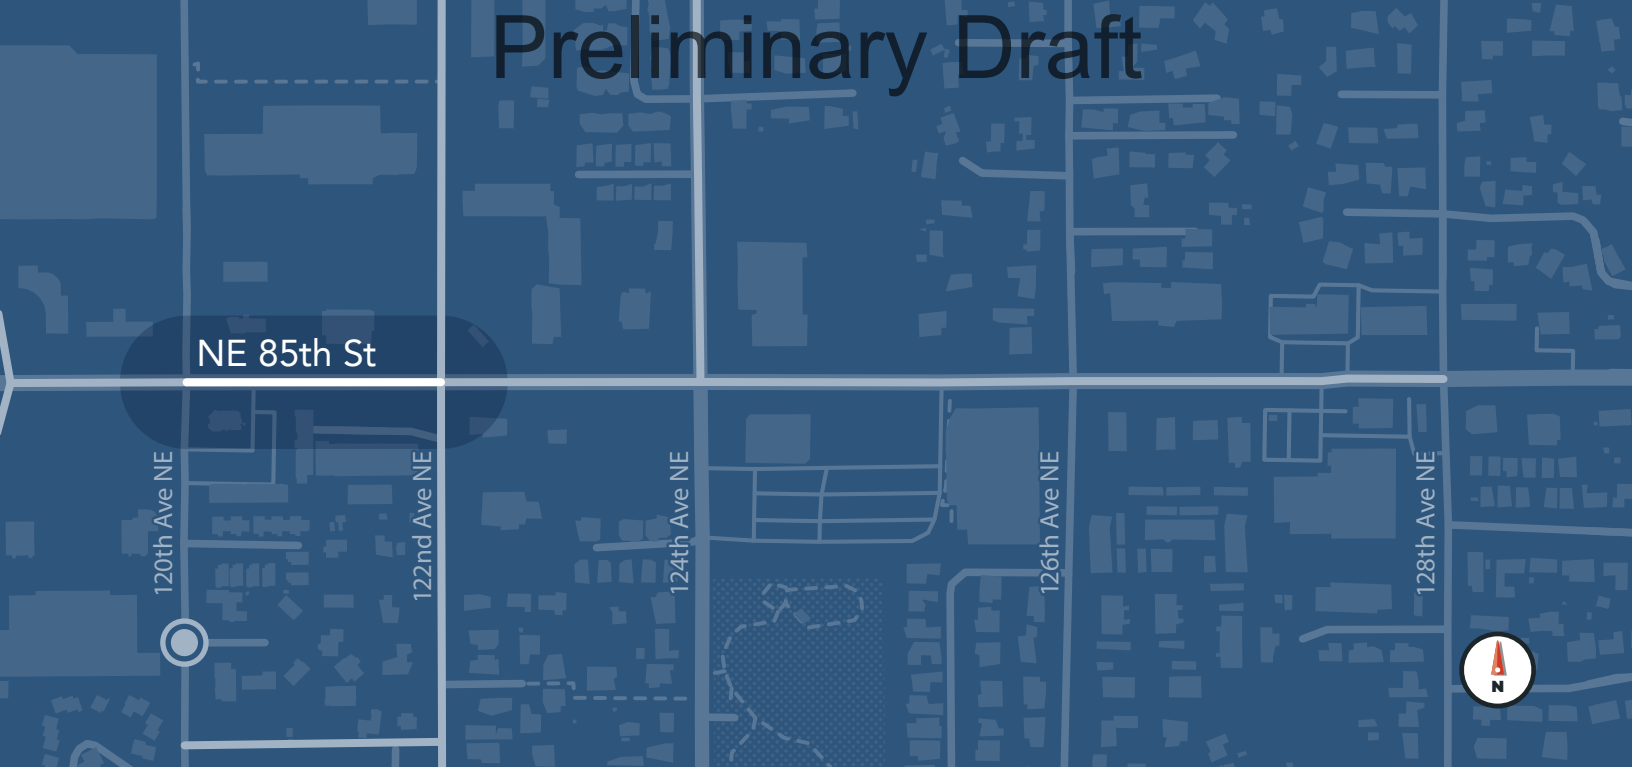 Preliminary Draft
NE 85th St
120th Ave NE
122nd Ave NE
124th Ave NE
126th Ave NE
128th Ave NE
N